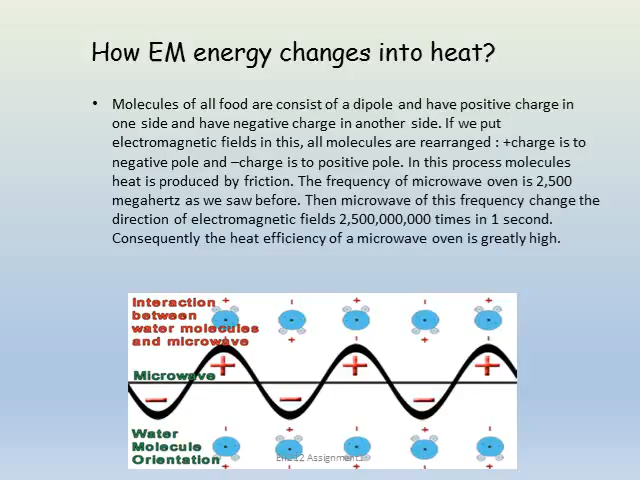 How EM energy changes into heat?
• Molecules of all food are consist of a dipole and have positive charge in
one side and have negative charge in another side. If we put
electromagnetic fields in this, all molecules are rearranged : +charge is to
negative pole and –charge is to positive pole. In this process molecules
heat is produced by friction. The frequency of microwave oven is 2,500
megahertz as we saw before. Then microwave of this frequency change the
direction of electromagnetic fields 2,500,000,000 times in 1 second.
Consequently the heat efficiency of a microwave oven is greatly high.
Interaction
between
water molecules
and microwave
Microwave
Water
Molecule
Orientation